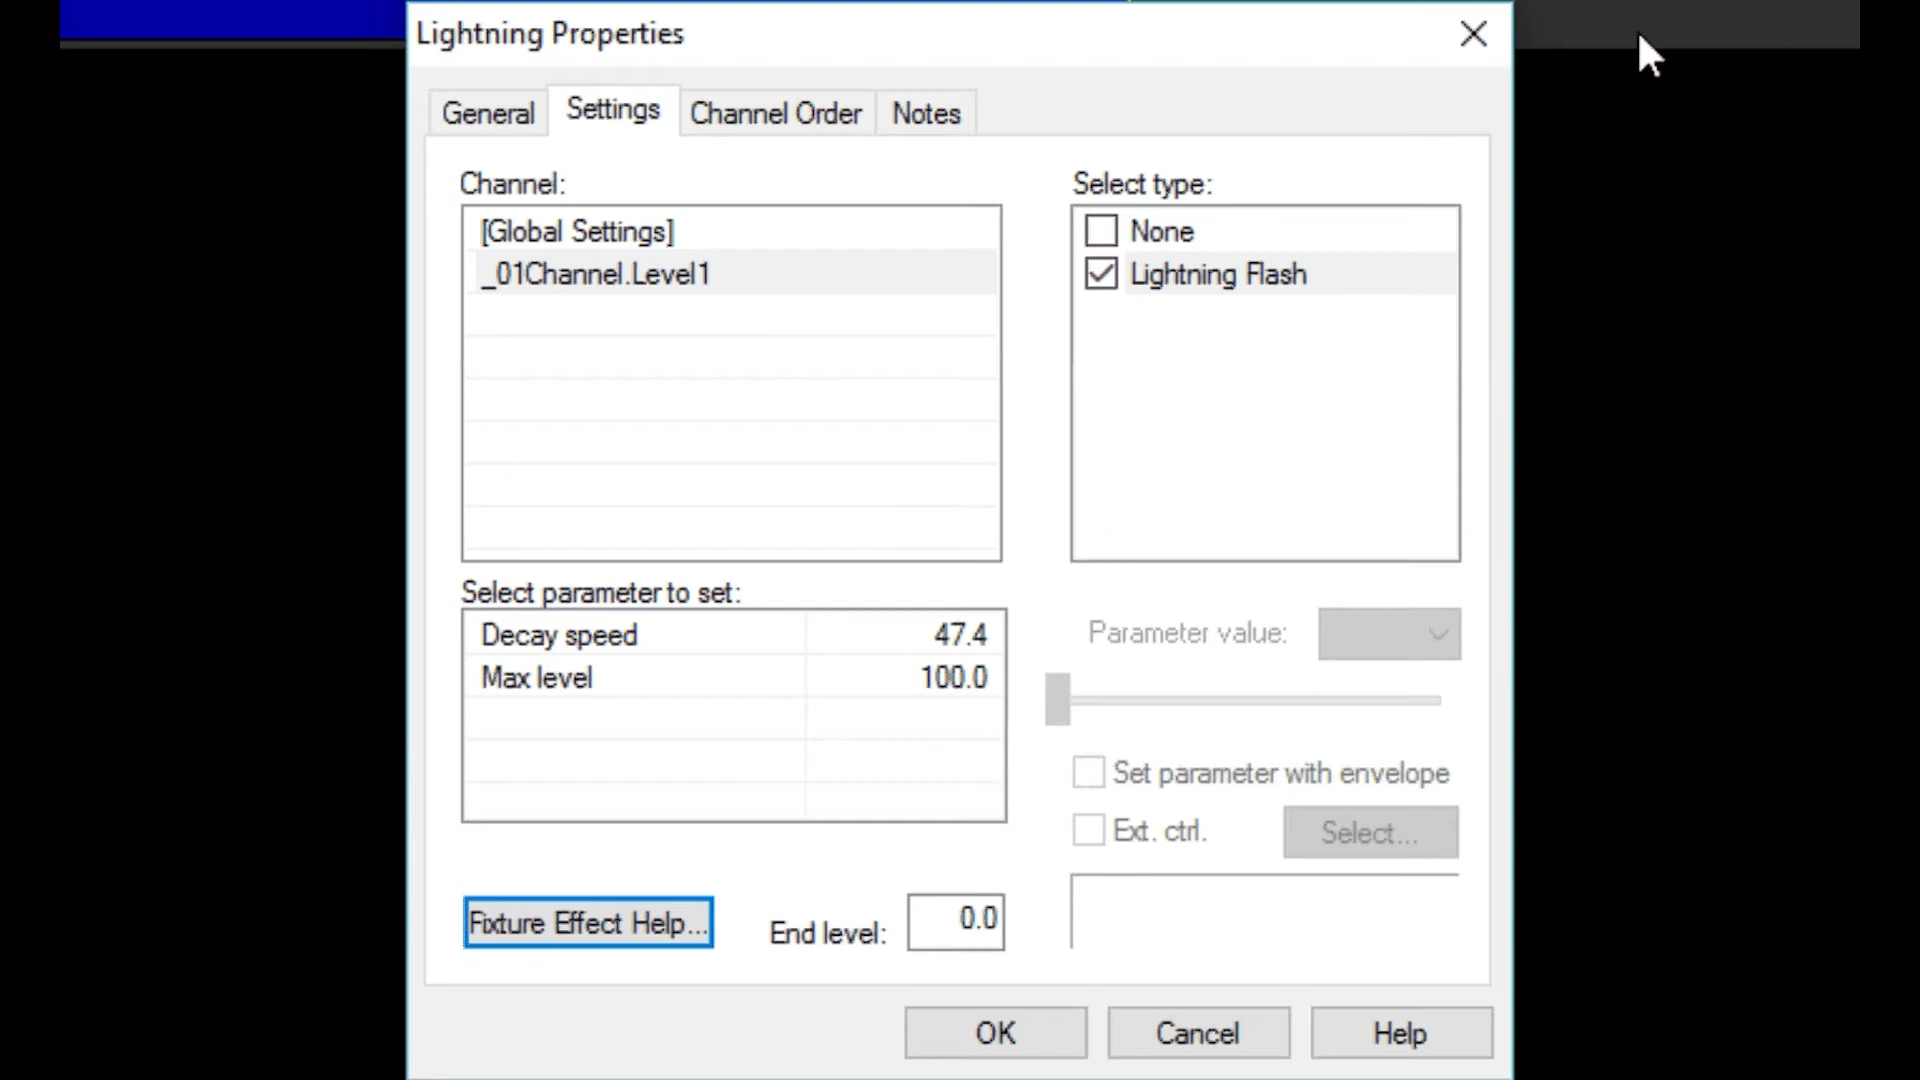 Lightning Properties
General Settings Channel Order Notes
Channel:
[Global Settings]
_01Channel.Level1
Select type:
None
Lightning Flash
Select parameter to set:
Decay speed 47.4
Max level 100.0
Parameter value:
Set parameter with envelope
Ext. ctrl. Select...
Fixture Effect Help... End level: 0.0
OK Cancel Help